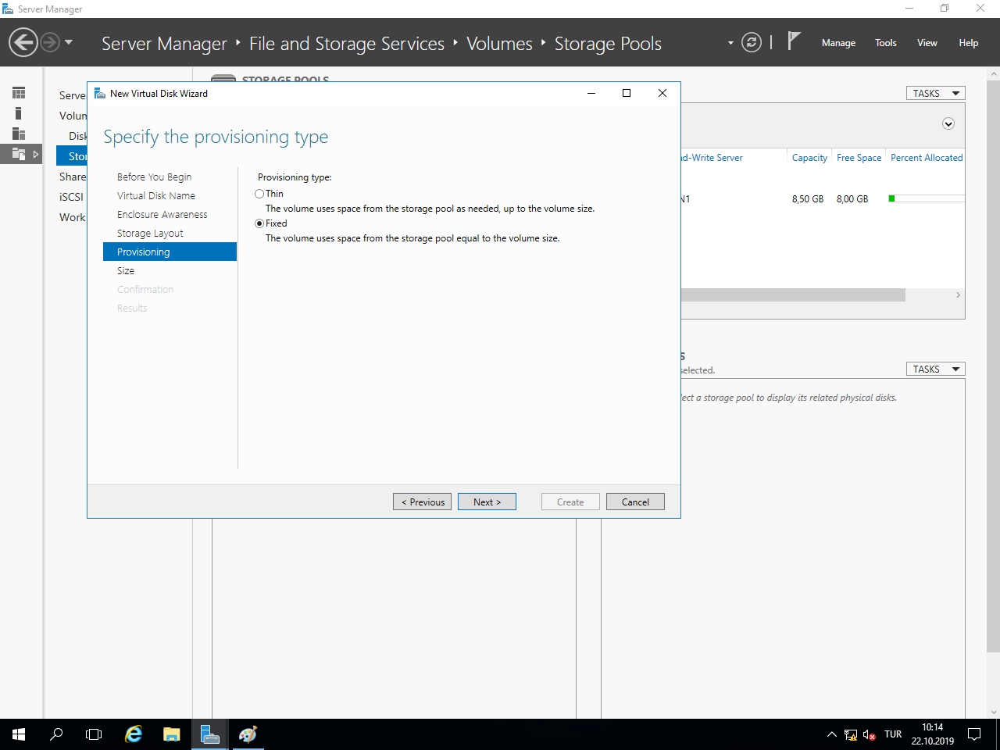 Server Manager
Server Manager ‣ File and Storage Services ‣ Volumes ‣ Storage Pools
Manage Tools View Help
STORAGE POOLS
TASKS
New Virtual Disk Wizard
Specify the provisioning type
Before You Begin
Virtual Disk Name
Enclosure Awareness
Storage Layout
Provisioning
Size
Confirmation
Results
Provisioning type:
Thin
The volume uses space from the storage pool as needed, up to the volume size.
Fixed
The volume uses space from the storage pool equal to the volume size.
< Previous Next > Create Cancel
Server
Volum
Disk
Stor
Share
iSCSI
Work
d-Write Server Capacity Free Space Percent Allocated
N1 8,50 GB 8,00 GB
S
selected.
TASKS
lect a storage pool to display its related physical disks.
TUR
10:14
22.10.2019